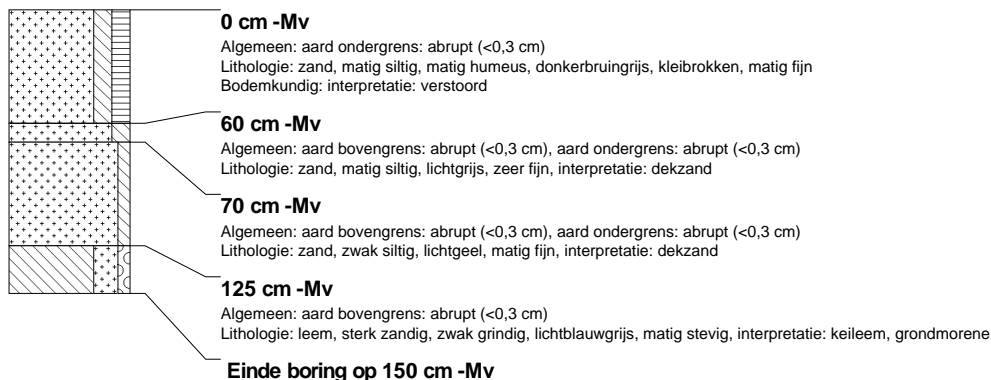 0 cm -Mv
Algemeen: aard ondergrens: abrupt (<0,3 cm)
Lithologie: zand, matig siltig, matig humeus, donkerbruingrijs, kleibrokken, matig fijn
Bodemkundig: interpretatie: verstoord
60 cm -Mv
Algemeen: aard bovengrens: abrupt (<0,3 cm), aard ondergrens: abrupt (<0,3 cm)
Lithologie: zand, matig siltig, lichtgrijs, zeer fijn, interpretatie: dekzand
70 cm -Mv
Algemeen: aard bovengrens: abrupt (<0,3 cm), aard ondergrens: abrupt (<0,3 cm)
Lithologie: zand, zwak siltig, lichtgeel, matig fijn, interpretatie: dekzand
125 cm -Mv
Algemeen: aard bovengrens: abrupt (<0,3 cm)
Lithologie: leem, sterk zandig, zwak grindig, lichtblauwgrijs, matig stevig, interpretatie: keileem, grondmorene
Einde boring op 150 cm -Mv